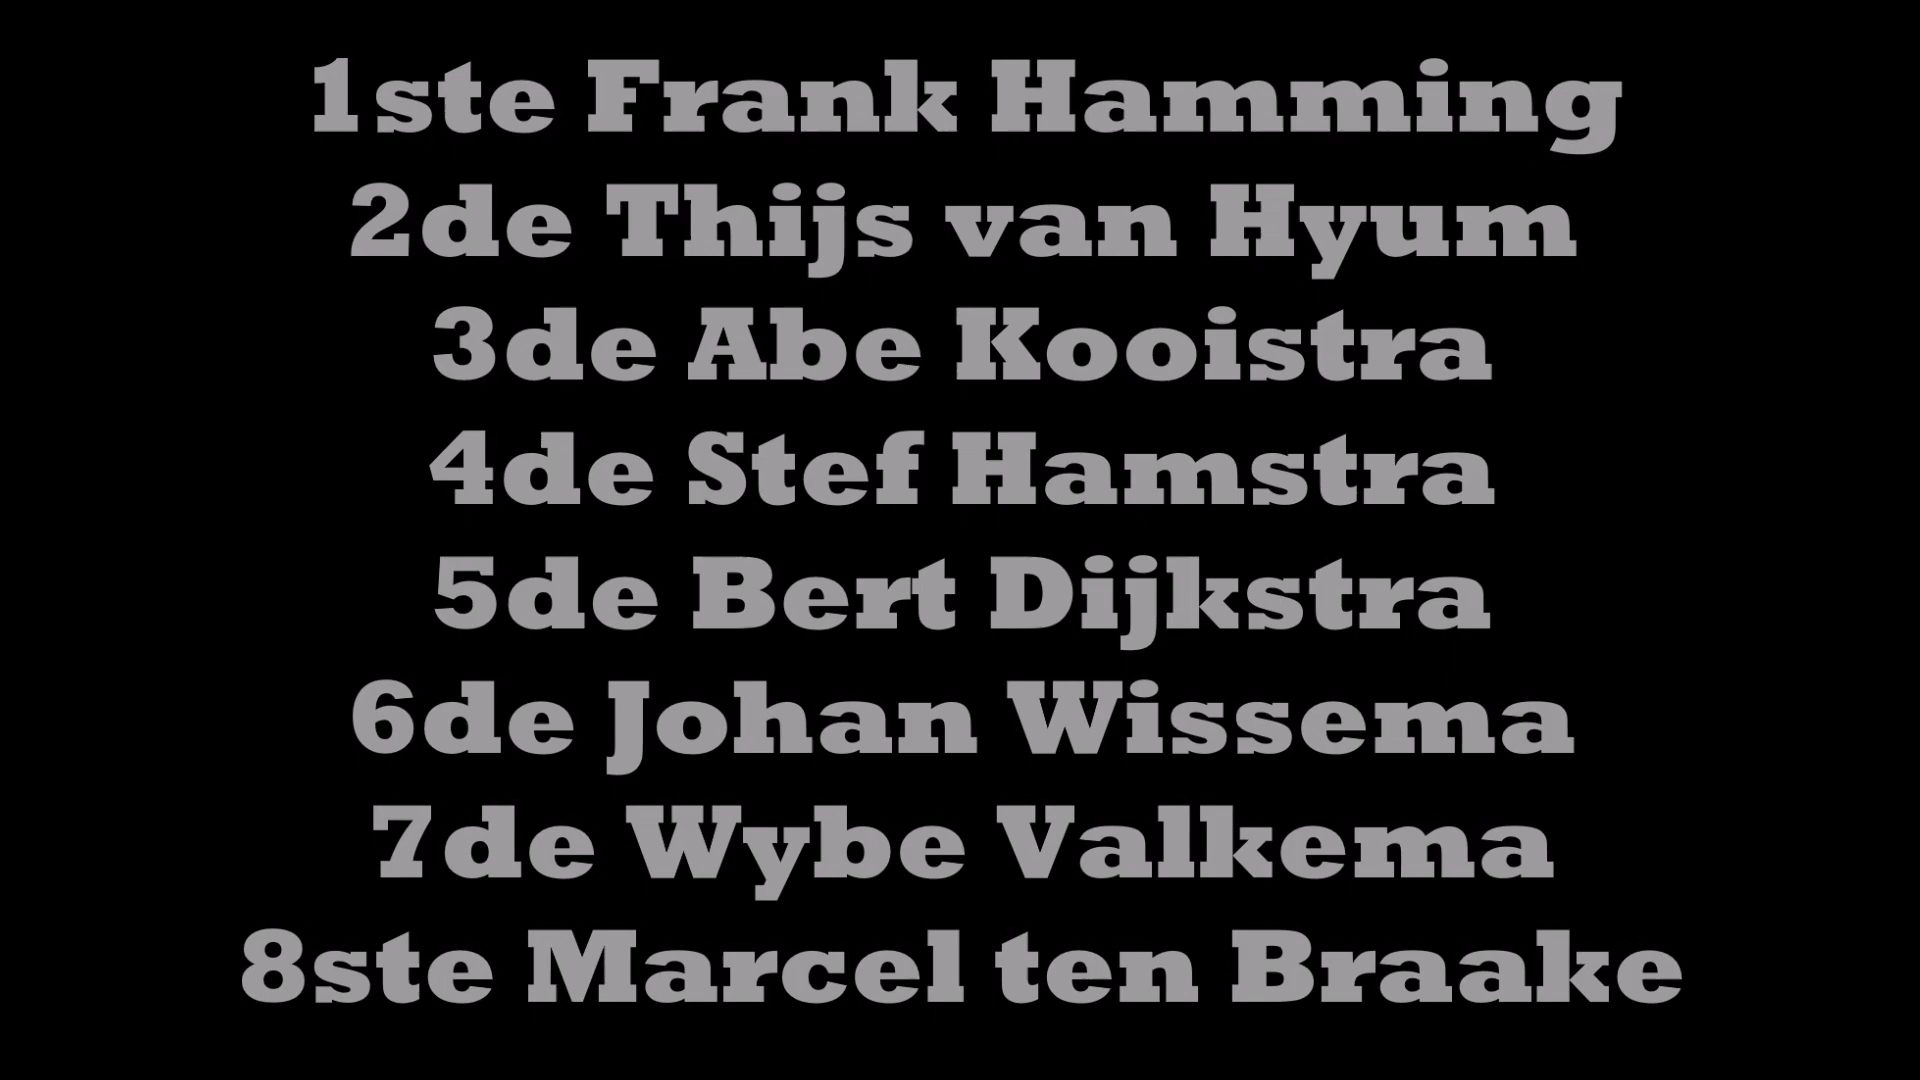 1ste Frank Hamming
2de Thijs van Hyum
3de Abe Kooistra
4de Stef Hamstra
5de Bert Dijkstra
6de Johan Wissema
7de Wybe Valkema
8ste Marcel ten Braake